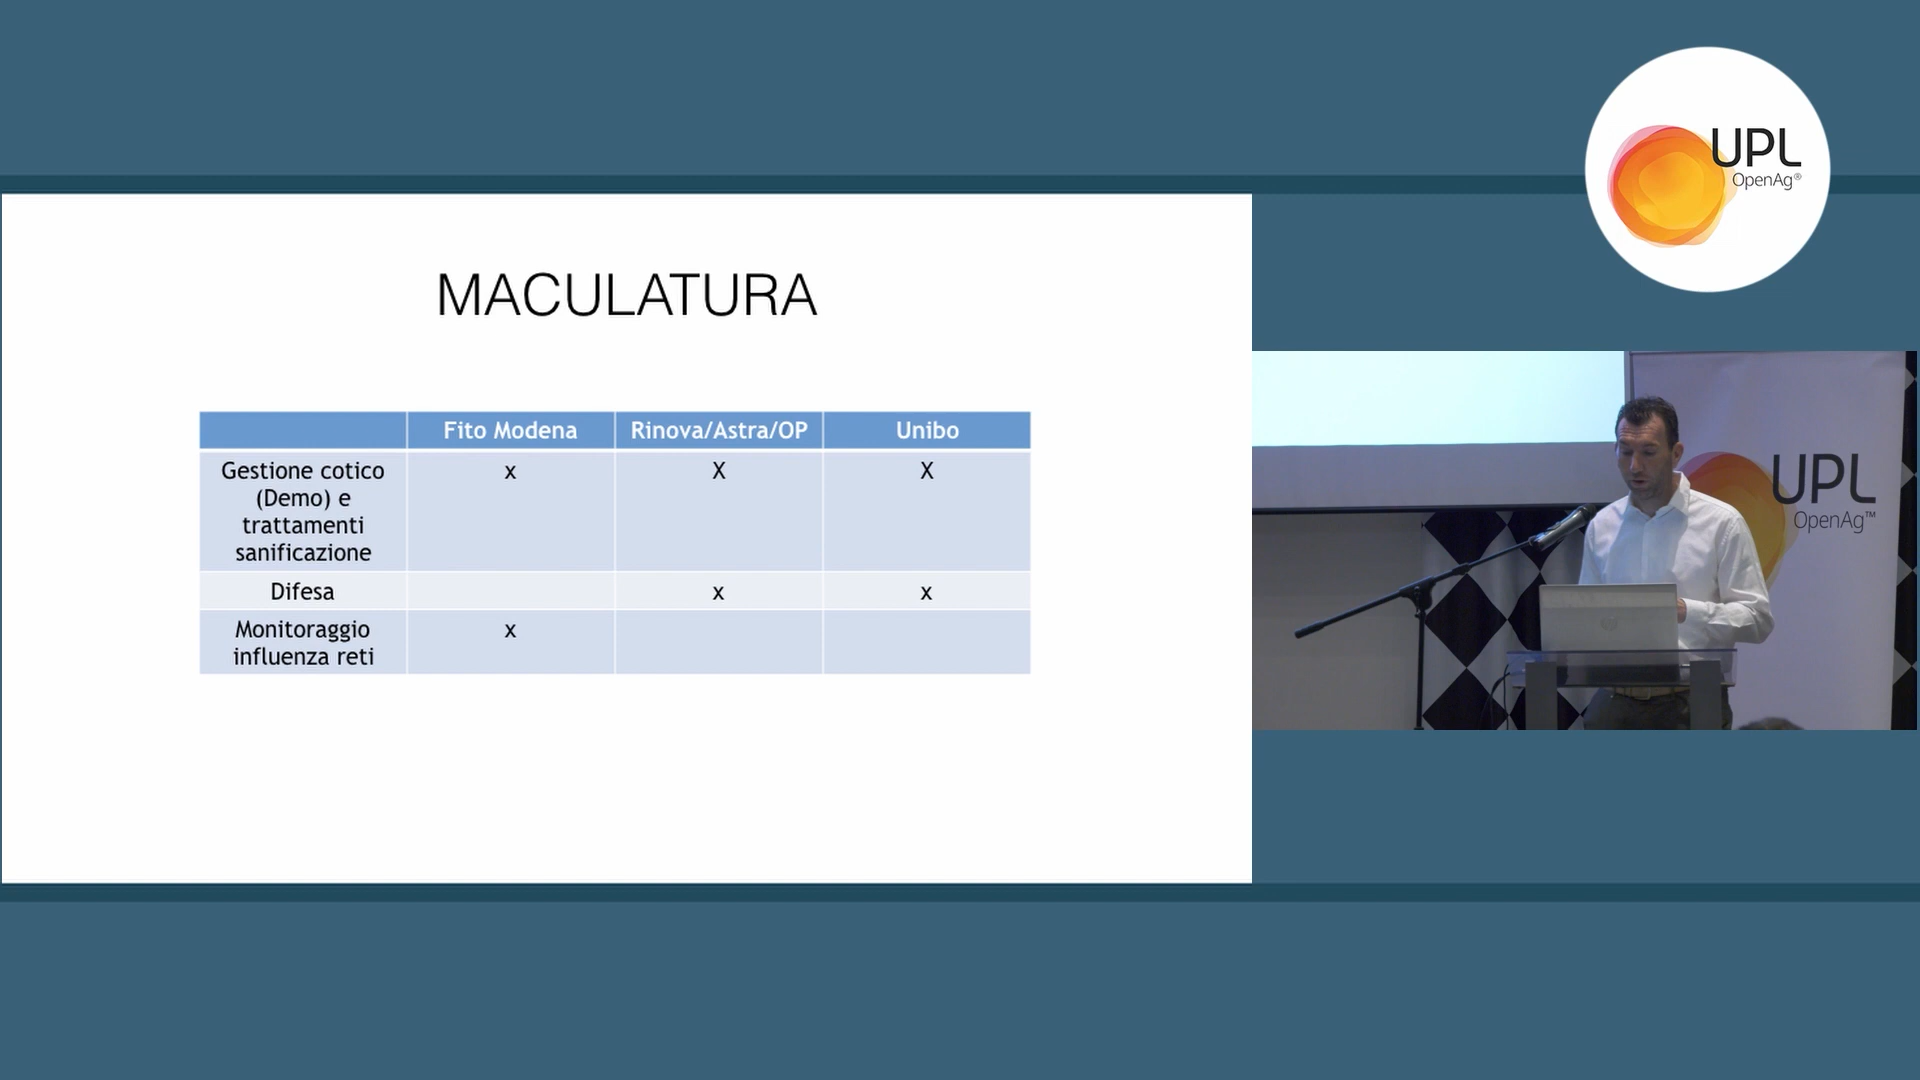 UPL
OpenAg®
MACULATURA
Fito Modena Rinova/Astra/OP Unibo
Gestione cotico
(Demo) e
trattamenti
sanificazione
x X X
Difesa x x
Monitoraggio
influenza reti
x
UPL
OpenAg™